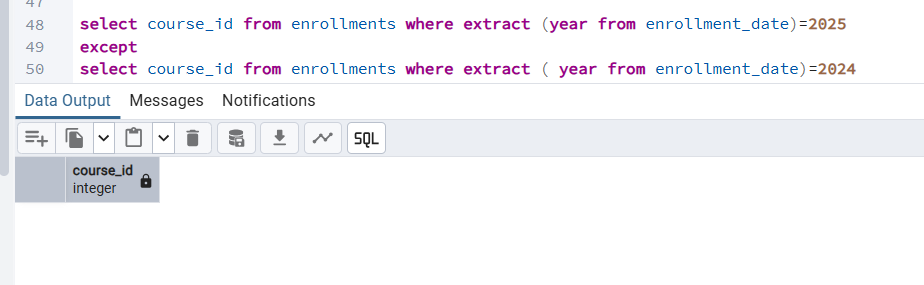 47
48 select course_id from enrollments where extract (year from enrollment_date)=2025
49 except
50 select course_id from enrollments where extract ( year from enrollment_date)=2024
Data Output Messages Notifications
SQL
course_id
integer